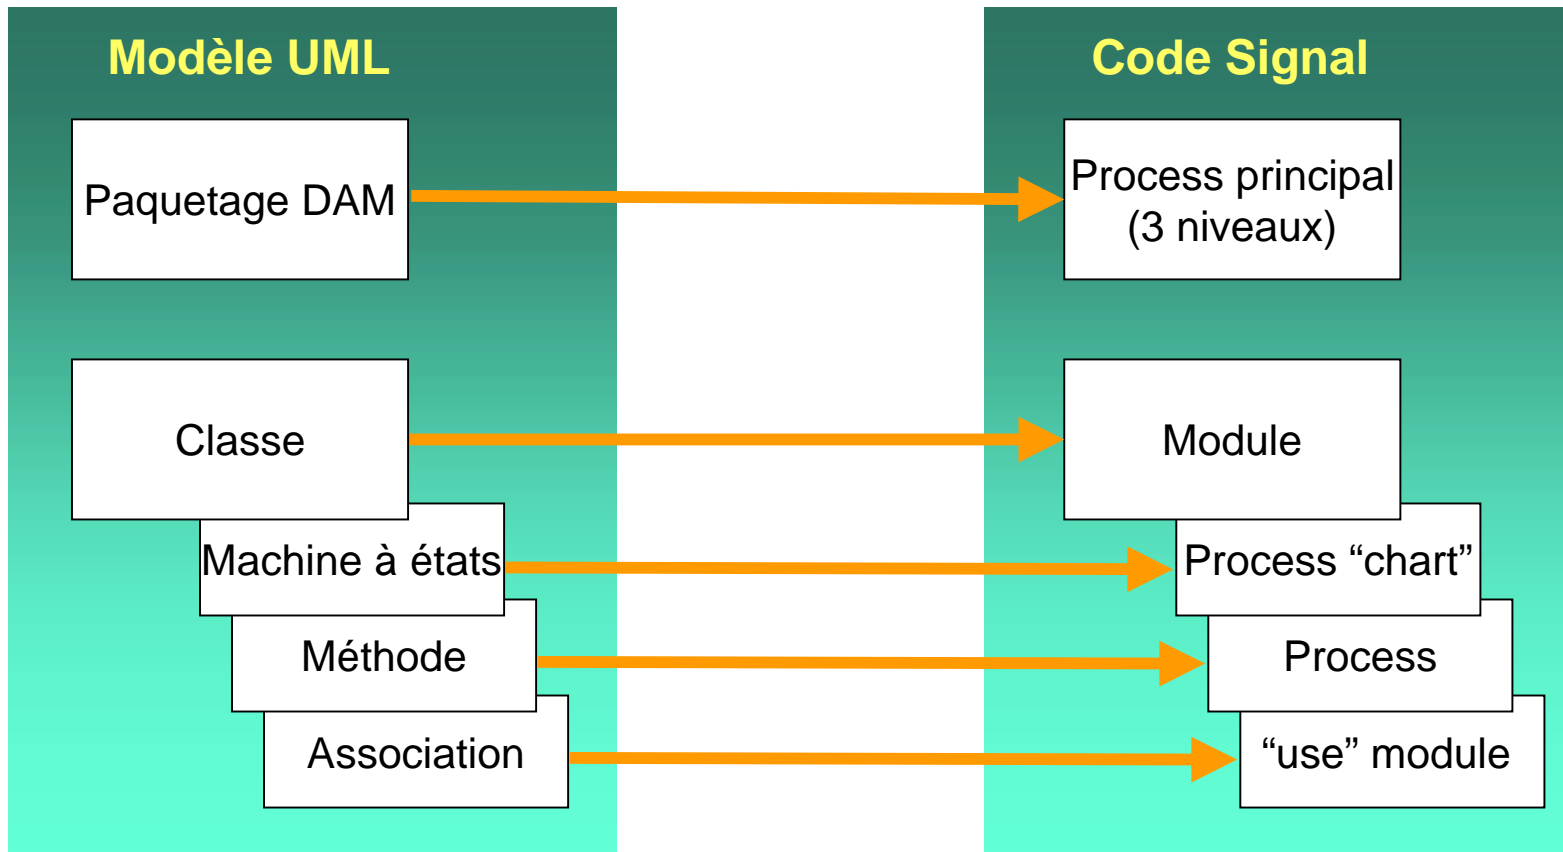 Modèle UML
Code Signal
Paquetage DAM
Process principal
(3 niveaux)
Classe
Module
Machine à états
Process “chart”
Méthode
Process
Association
“use” module